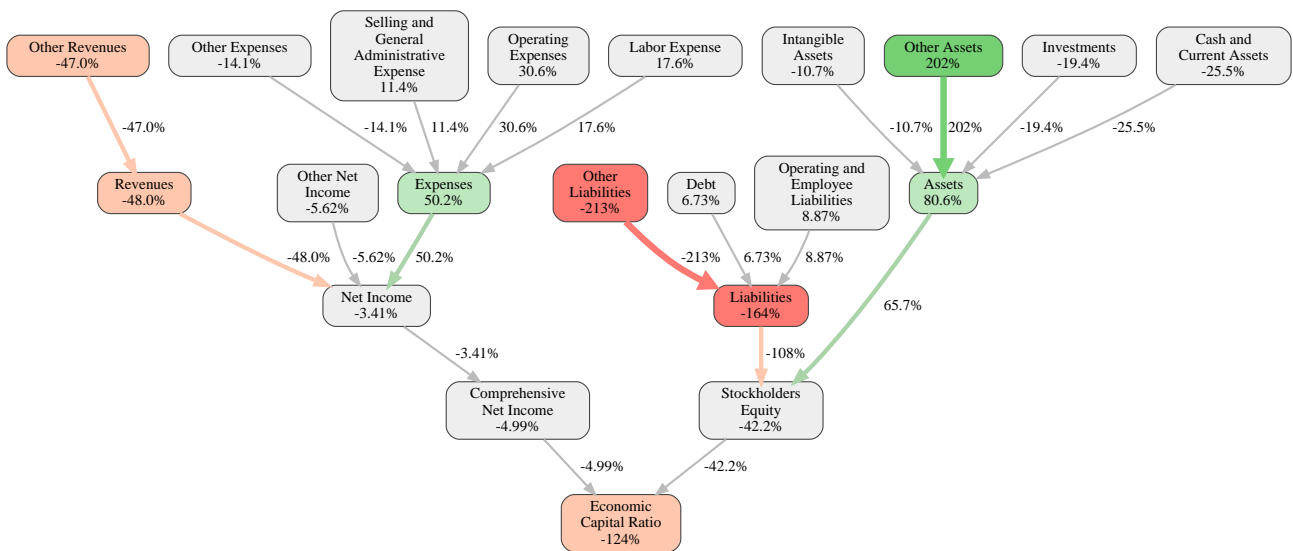 Other Revenues
-47.0%
Other Expenses
-14.1%
Selling and
General
Administrative
Expense
11.4%
Operating
Expenses
30.6%
Labor Expense
17.6%
Intangible
Assets
-10.7%
Other Assets
202%
Investments
-19.4%
Cash and
Current Assets
-25.5%
-47.0%
-14.1%
11.4%
30.6%
17.6%
-10.7%
202%
-19.4%
-25.5%
Revenues
-48.0%
Other Net
Income
-5.62%
Expenses
50.2%
Other
Liabilities
-213%
Debt
6.73%
Operating and
Employee
Liabilities
8.87%
Assets
80.6%
-48.0%
-5.62%
50.2%
-213%
6.73%
8.87%
65.7%
Net Income
-3.41%
Liabilities
-164%
-3.41%
-108%
Comprehensive
Net Income
-4.99%
Stockholders
Equity
-42.2%
-4.99%
-42.2%
Economic
Capital Ratio
-124%